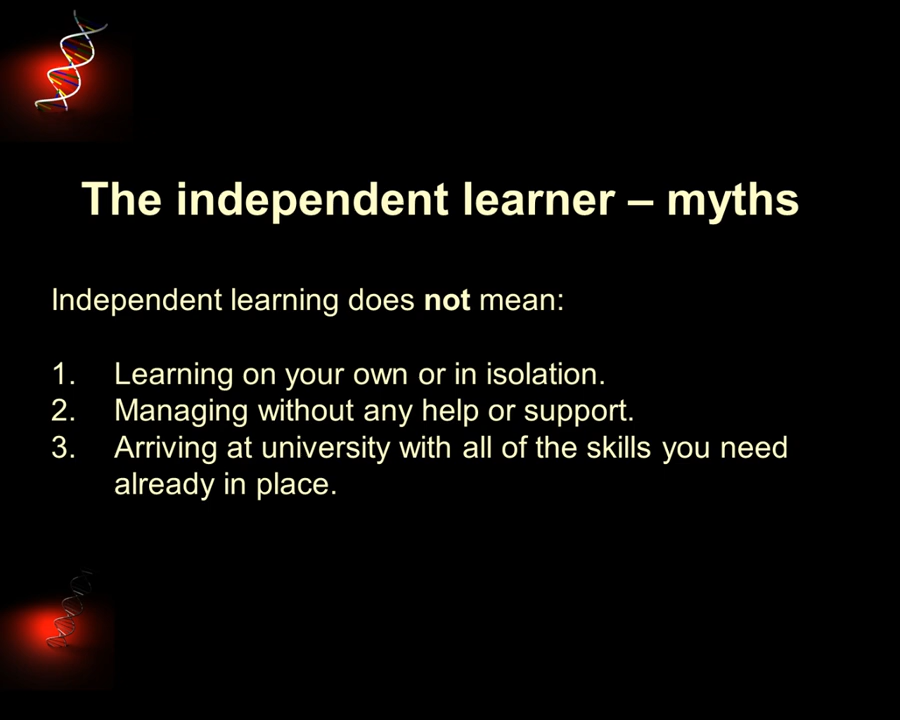 The independent learner – myths
Independent learning does not mean:
1. Learning on your own or in isolation.
2. Managing without any help or support.
3. Arriving at university with all of the skills you need
already in place.